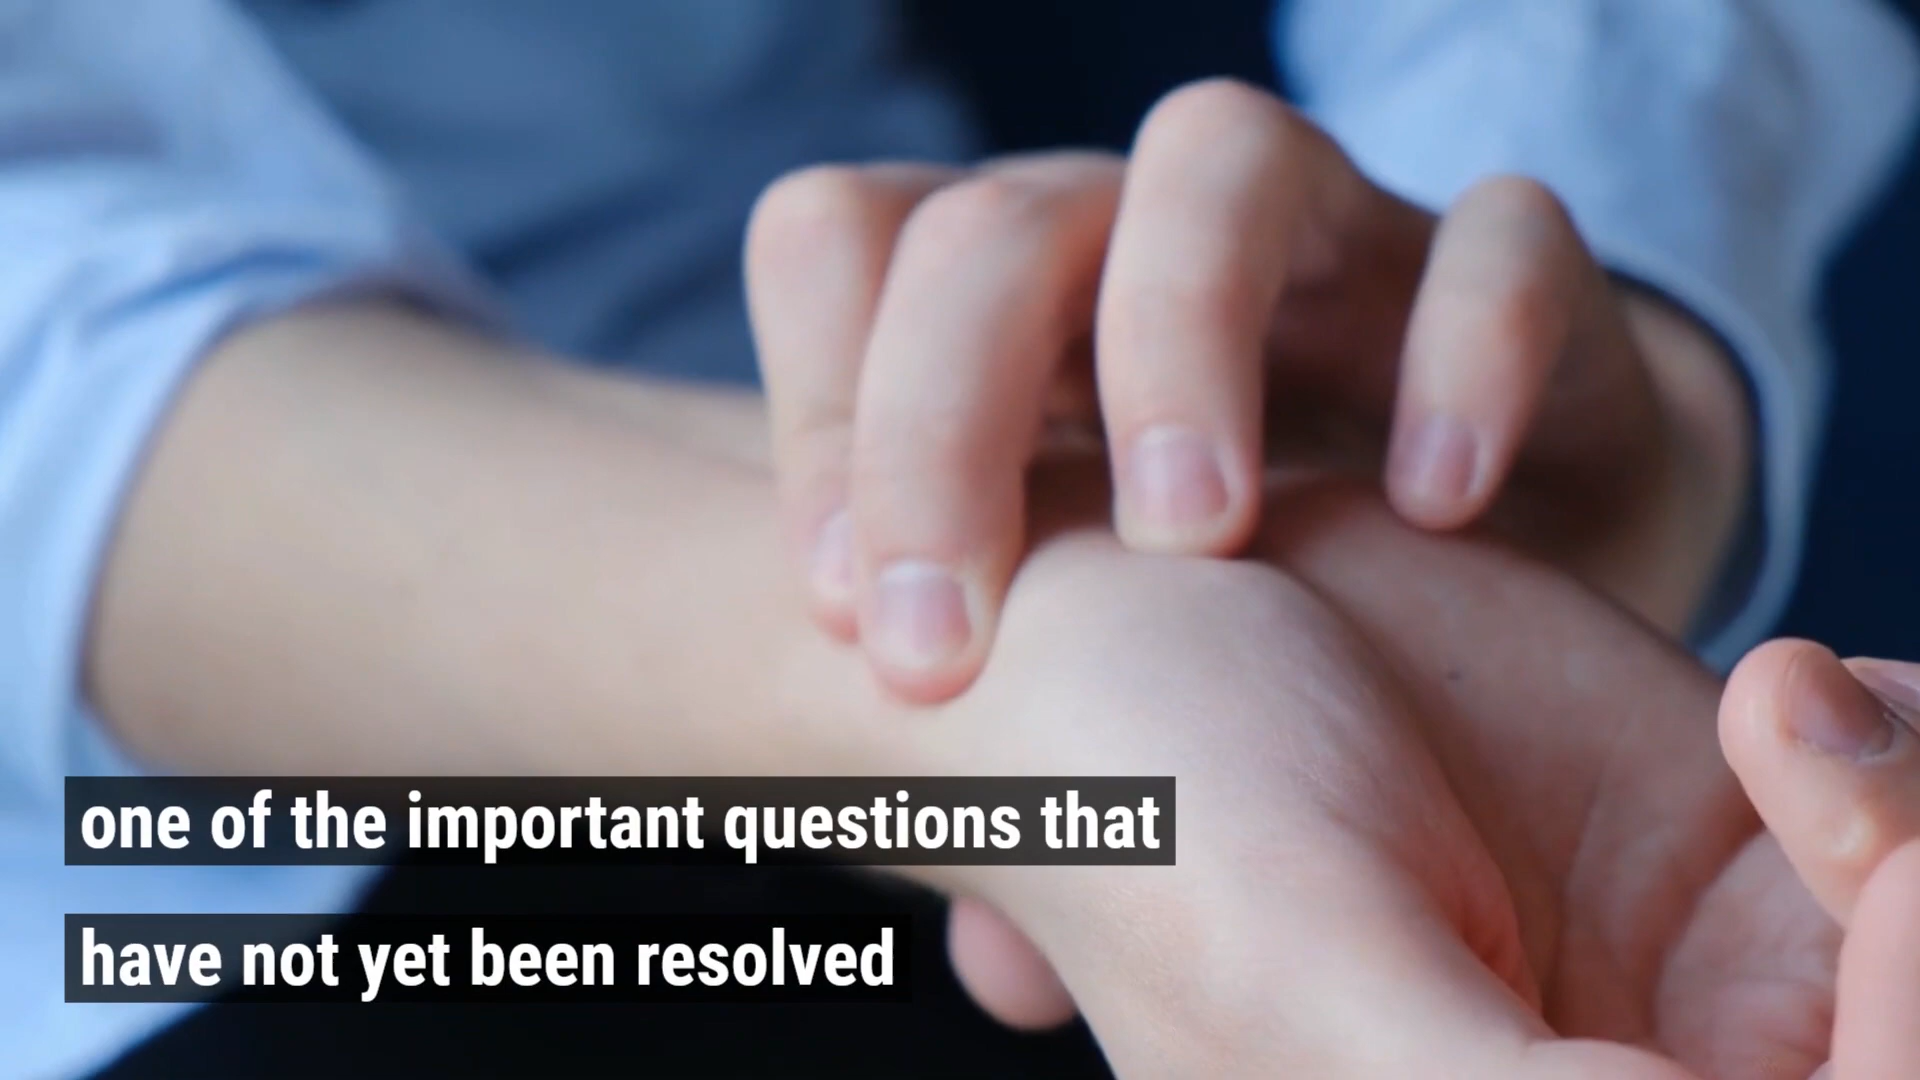 one of the important questions that
have not yet been resolved